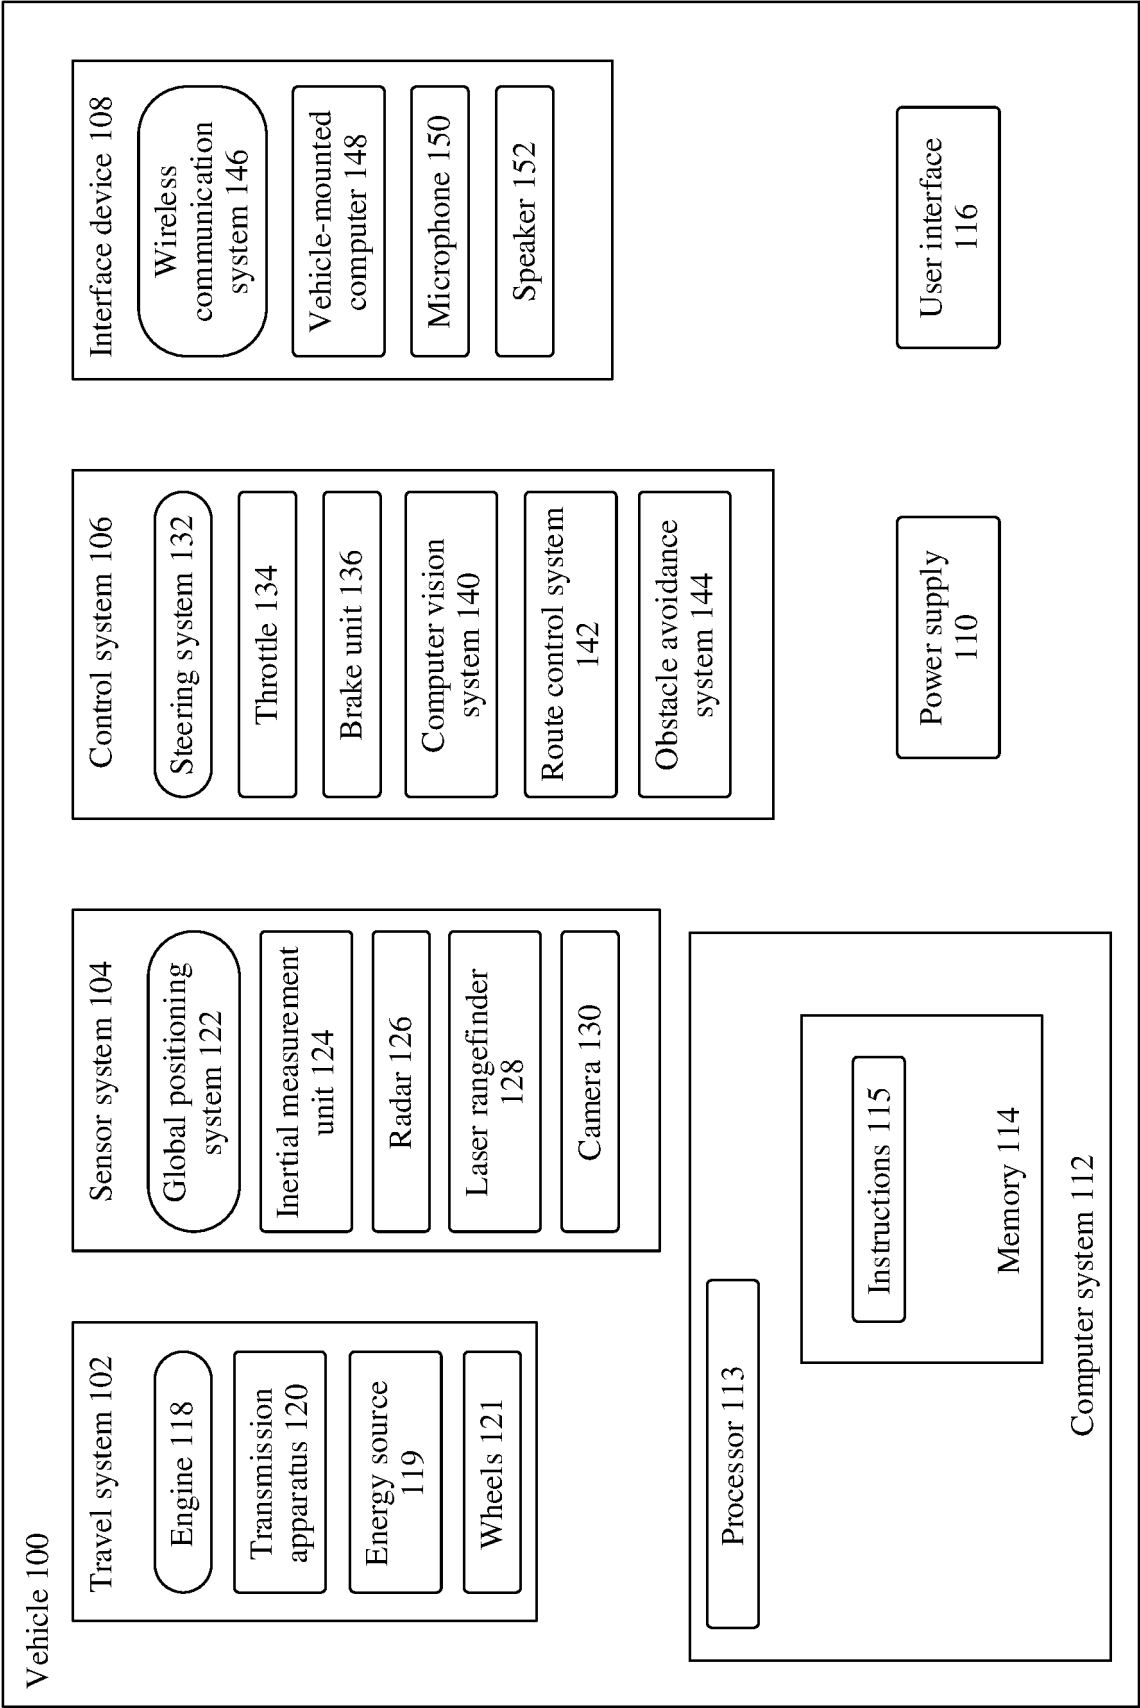 Vehicle 100
Travel system 102
Engine 118
Transmission
apparatus 120
Energy source
119
Wheels 121
Sensor system 104
Global positioning
system 122
Inertial measurement
unit 124
Radar 126
Laser rangefinder
128
Camera 130
Control system 106
Steering system 132
Throttle 134
Brake unit 136
Computer vision
system 140
Route control system
142
Obstacle avoidance
system 144
Interface device 108
Wireless
communication
system 146
Vehicle-mounted
computer 148
Microphone 150
Speaker 152
Processor 113
Instructions 115
Memory 114
Computer system 112
Power supply
110
User interface
116